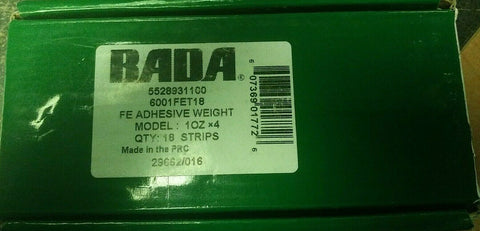 RADA
5528931100
6001FET18
FE ADHESIVE WEIGHT
MODEL : 1OZ ×4
QTY: 18 STRIPS
Made in the PRC
29662/016
6 07369 01772 6